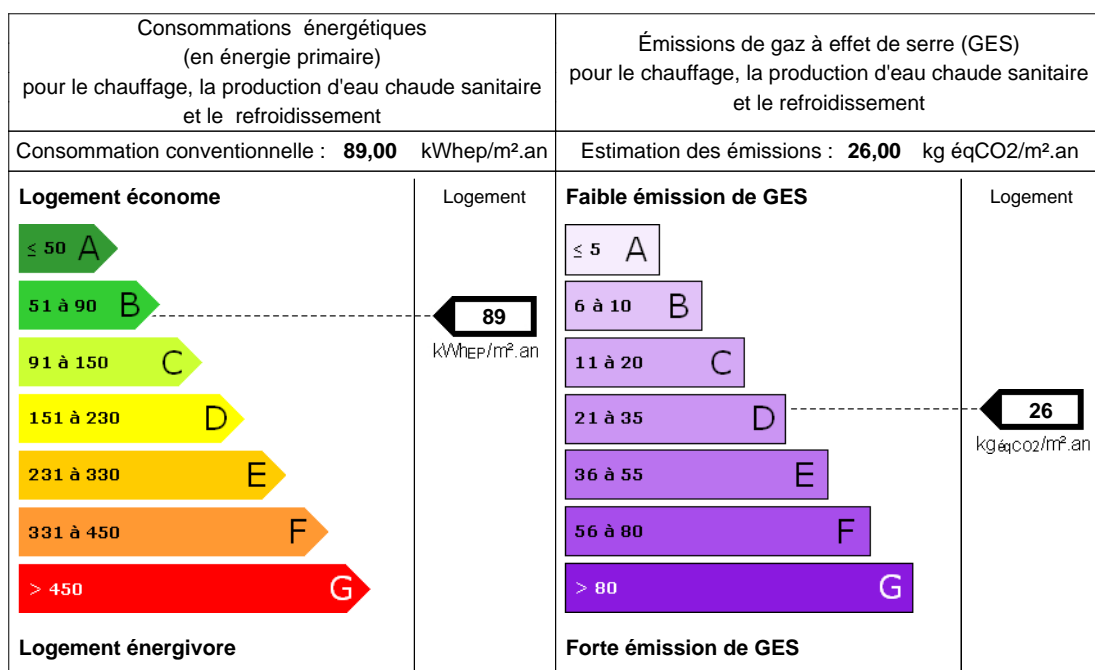 Consommations énergétiques
(en énergie primaire)
pour le chauffage, la production d'eau chaude sanitaire
et le refroidissement
Émissions de gaz à effet de serre (GES)
pour le chauffage, la production d'eau chaude sanitaire
et le refroidissement
Consommation conventionnelle : 89,00 kWhep/m².an
Estimation des émissions : 26,00 kg éqCO2/m².an
Logement économe
Logement
≤ 50 A
51 à 90 B
91 à 150 C
151 à 230 D
231 à 330 E
331 à 450 F
> 450 G
89
kWhEP/m².an
Logement énergivore
Faible émission de GES
Logement
≤ 5 A
6 à 10 B
11 à 20 C
21 à 35 D
36 à 55 E
56 à 80 F
> 80 G
26
kgéqCO2/m².an
Forte émission de GES